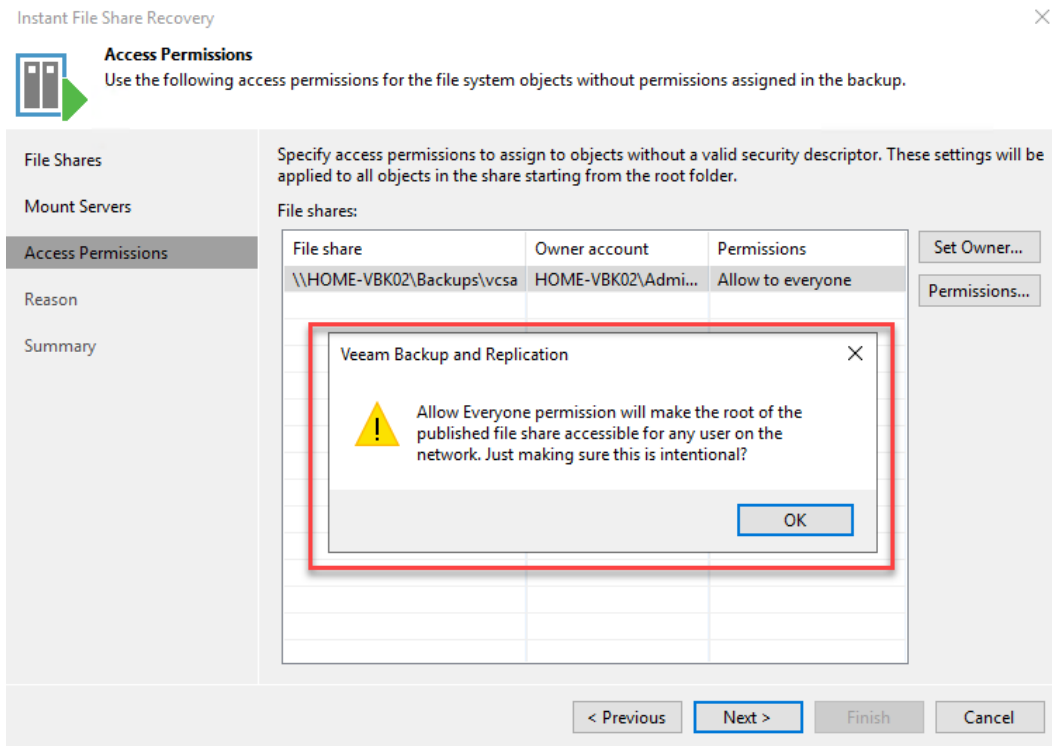 Instant File Share Recovery
Access Permissions
Use the following access permissions for the file system objects without permissions assigned in the backup.
File Shares
Mount Servers
Access Permissions
Reason
Summary
Specify access permissions to assign to objects without a valid security descriptor. These settings will be
applied to all objects in the share starting from the root folder.
File shares:
File share Owner account Permissions
\\HOME-VBK02\Backups\vcsa HOME-VBK02\Admi... Allow to everyone
Set Owner...
Permissions...
Veeam Backup and Replication
Allow Everyone permission will make the root of the
published file share accessible for any user on the
network. Just making sure this is intentional?
OK
< Previous Next > Finish Cancel